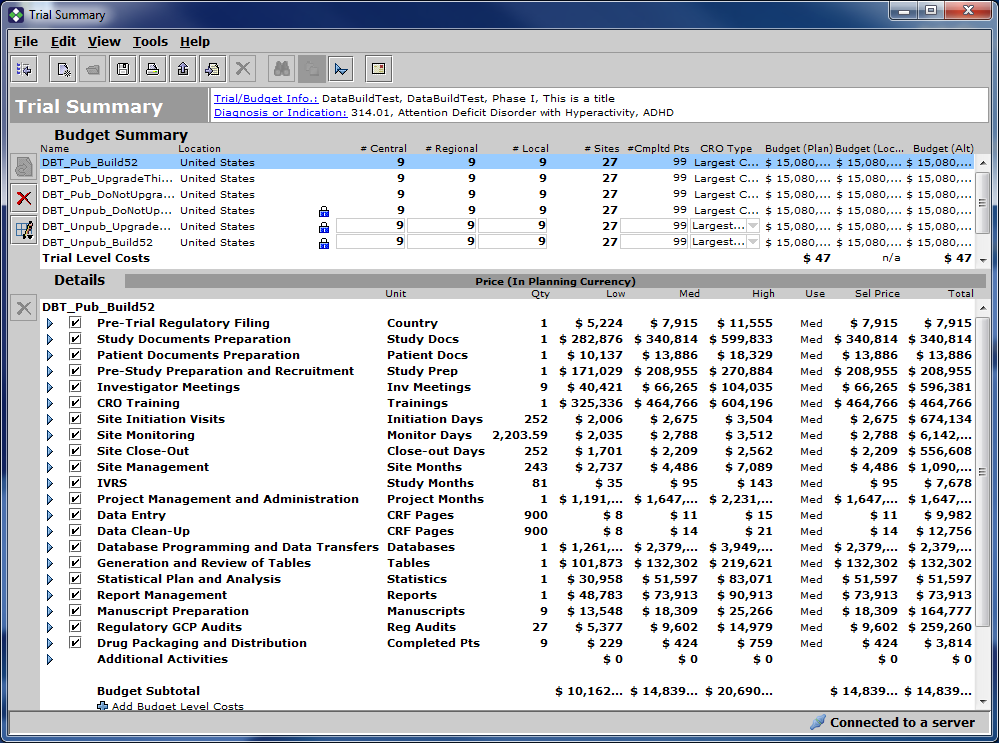 Trial Summary
File Edit View Tools Help
Trial Summary
Trial/Budget Info.: DataBuildTest, DataBuildTest, Phase I, This is a title
Diagnosis or Indication: 314.01, Attention Deficit Disorder with Hyperactivity, ADHD
Budget Summary
Name Location # Central # Regional # Local # Sites #Cmpltd Pts CRO Type Budget (Plan) Budget (Loc... Budget (Alt)
DBT_Pub_Build52 United States 9 9 9 27 99 Largest C... $ 15,080,... $ 15,080,... $ 15,080,...
DBT_Pub_UpgradeThi... United States 9 9 9 27 99 Largest C... $ 15,080,... $ 15,080,... $ 15,080,...
DBT_Pub_DoNotUpgra... United States 9 9 9 27 99 Largest C... $ 15,080,... $ 15,080,... $ 15,080,...
DBT_Unpub_DoNotUp... United States 9 9 9 27 99 Largest C... $ 15,080,... $ 15,080,... $ 15,080,...
DBT_Unpub_Upgrade... United States 9 9 9 27 99 Largest... $ 15,080,... $ 15,080,... $ 15,080,...
DBT_Unpub_Build52 United States 9 9 9 27 99 Largest... $ 15,080,... $ 15,080,... $ 15,080,...
Trial Level Costs $ 47 n/a $ 47
Details Price (In Planning Currency)
Unit Qty Low Med High Use Sel Price Total
DBT_Pub_Build52
Pre-Trial Regulatory Filing Country 1 $ 5,224 $ 7,915 $ 11,555 Med $ 7,915 $ 7,915
Study Documents Preparation Study Docs 1 $ 282,876 $ 340,814 $ 599,833 Med $ 340,814 $ 340,814
Patient Documents Preparation Patient Docs 1 $ 10,137 $ 13,886 $ 18,329 Med $ 13,886 $ 13,886
Pre-Study Preparation and Recruitment Study Prep 1 $ 171,029 $ 208,955 $ 270,884 Med $ 208,955 $ 208,955
Investigator Meetings Inv Meetings 9 $ 40,421 $ 66,265 $ 104,035 Med $ 66,265 $ 596,381
CRO Training Trainings 1 $ 325,336 $ 464,766 $ 604,196 Med $ 464,766 $ 464,766
Site Initiation Visits Initiation Days 252 $ 2,006 $ 2,675 $ 3,504 Med $ 2,675 $ 674,134
Site Monitoring Monitor Days 2,203.59 $ 2,035 $ 2,788 $ 3,512 Med $ 2,788 $ 6,142,...
Site Close-Out Close-out Days 252 $ 1,701 $ 2,209 $ 2,562 Med $ 2,209 $ 556,608
Site Management Site Months 243 $ 2,737 $ 4,486 $ 7,089 Med $ 4,486 $ 1,090,...
IVRS Study Months 81 $ 35 $ 95 $ 143 Med $ 95 $ 7,678
Project Management and Administration Project Months 1 $ 1,191,... $ 1,647,... $ 2,231,... Med $ 1,647,... $ 1,647,...
Data Entry CRF Pages 900 $ 8 $ 11 $ 15 Med $ 11 $ 9,982
Data Clean-Up CRF Pages 900 $ 8 $ 14 $ 21 Med $ 14 $ 12,756
Database Programming and Data Transfers Databases 1 $ 1,261,... $ 2,379,... $ 3,949,... Med $ 2,379,... $ 2,379,...
Generation and Review of Tables Tables 1 $ 101,873 $ 132,302 $ 219,621 Med $ 132,302 $ 132,302
Statistical Plan and Analysis Statistics 1 $ 30,958 $ 51,597 $ 83,071 Med $ 51,597 $ 51,597
Report Management Reports 1 $ 48,783 $ 73,913 $ 90,913 Med $ 73,913 $ 73,913
Manuscript Preparation Manuscripts 9 $ 13,548 $ 18,309 $ 25,266 Med $ 18,309 $ 164,777
Regulatory GCP Audits Reg Audits 27 $ 5,377 $ 9,602 $ 14,979 Med $ 9,602 $ 259,260
Drug Packaging and Distribution Completed Pts 9 $ 229 $ 424 $ 759 Med $ 424 $ 3,814
Additional Activities $ 0 $ 0 $ 0 $ 0 $ 0
Budget Subtotal $ 10,162... $ 14,839... $ 20,690... $ 14,839... $ 14,839...
Add Budget Level Costs
Connected to a server